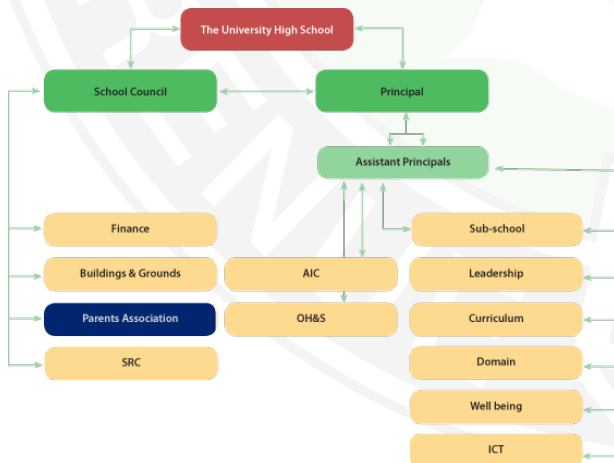 The University High School
School Council
Principal
Assistant Principals
Finance
Sub-school
Buildings & Grounds
AIC
Leadership
Parents Association
OH&S
Curriculum
SRC
Domain
Well being
ICT